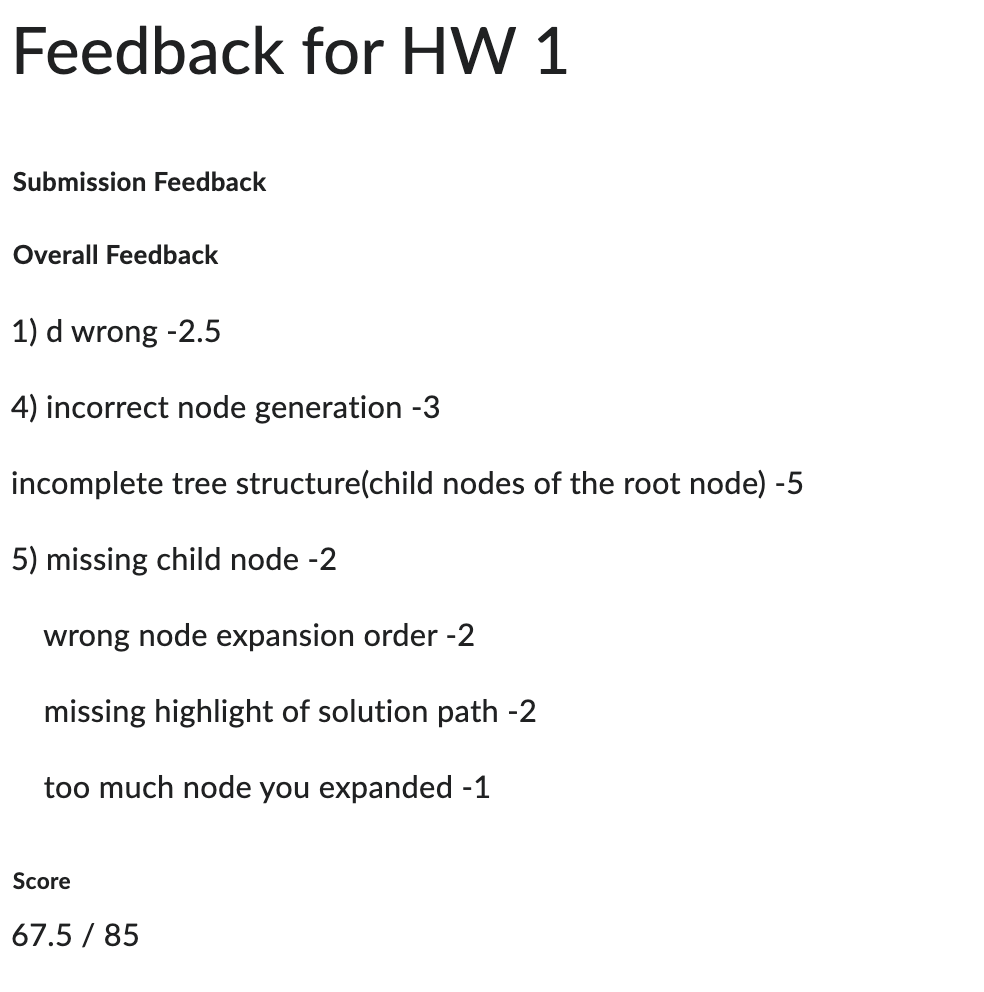 Feedback for HW 1
Submission Feedback
Overall Feedback
1) d wrong -2.5
4) incorrect node generation -3
incomplete tree structure(child nodes of the root node) -5
5) missing child node -2
wrong node expansion order -2
missing highlight of solution path -2
too much node you expanded -1
Score
67.5 / 85